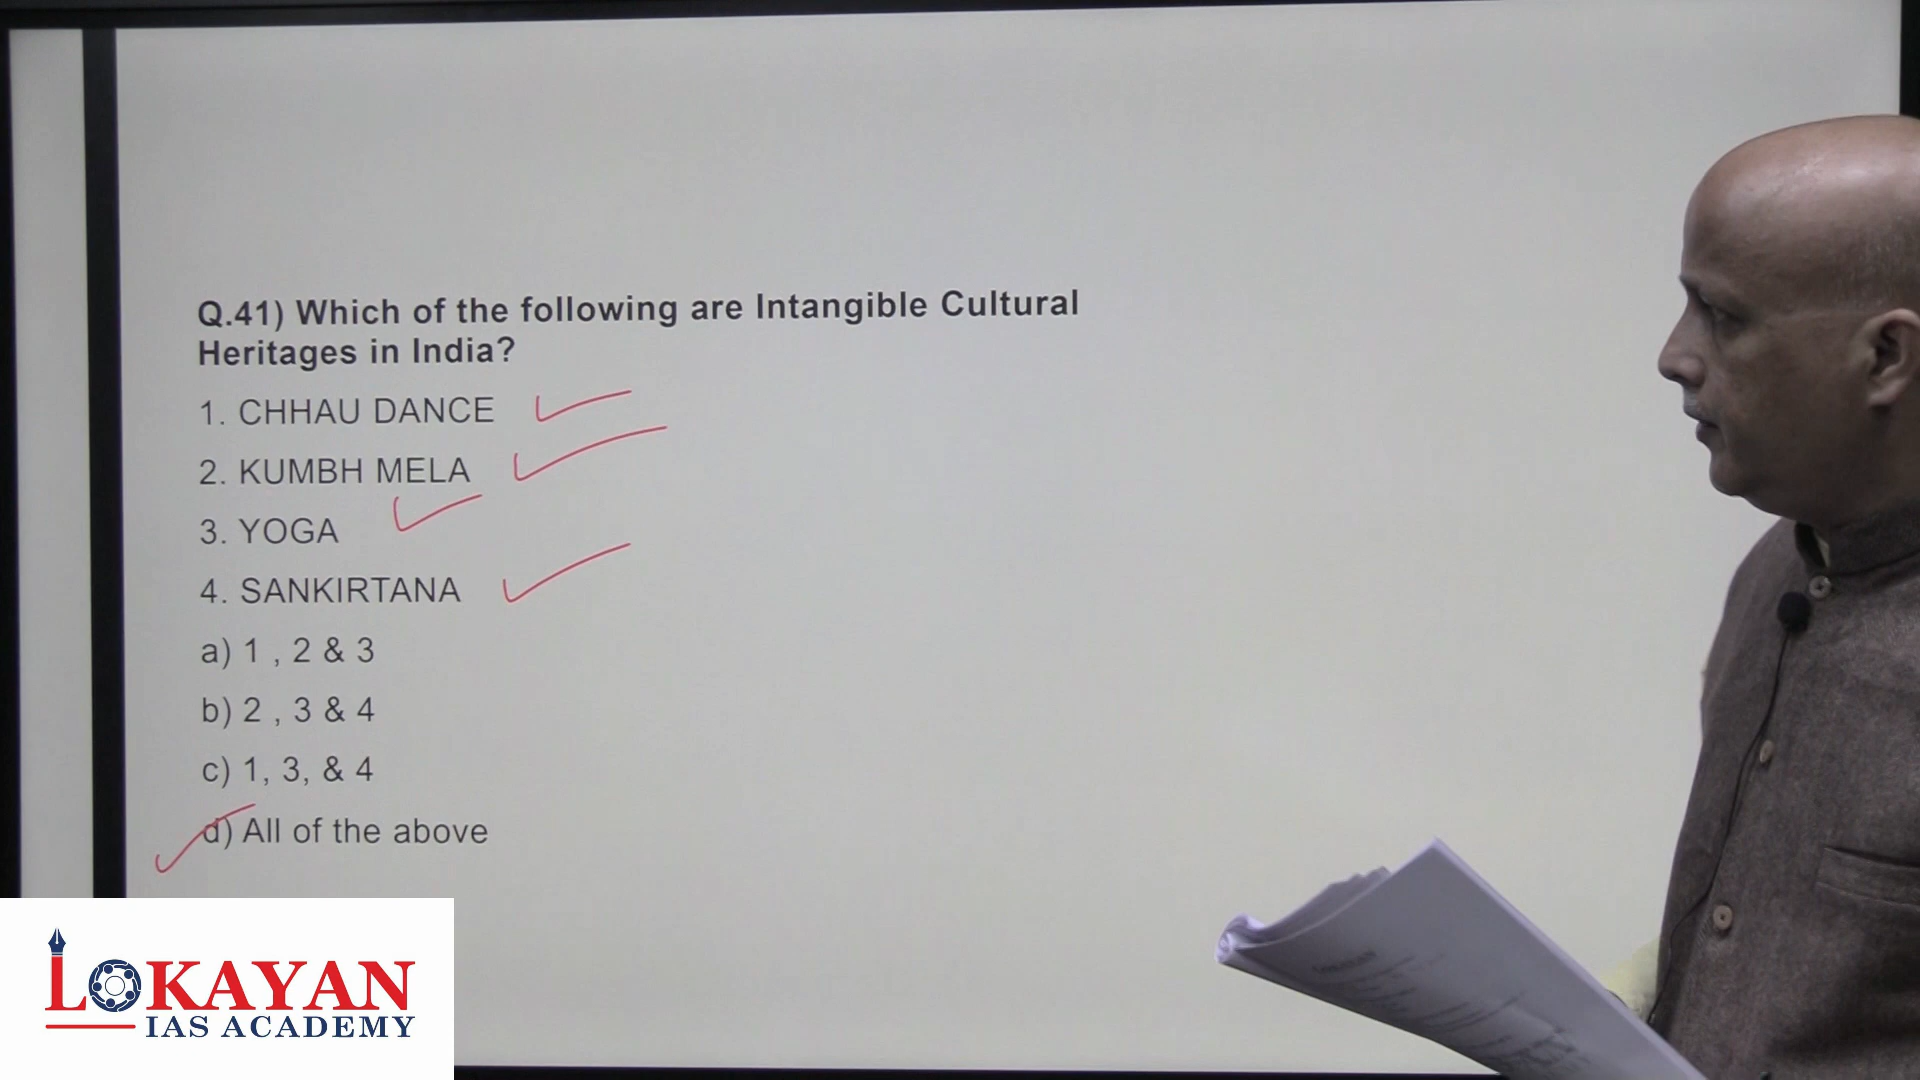 Q.41) Which of the following are Intangible Cultural
Heritages in India?
1. CHHAU DANCE
2. KUMBH MELA
3. YOGA
4. SANKIRTANA
a) 1 , 2 & 3
b) 2 , 3 & 4
c) 1, 3, & 4
d) All of the above
LOKAYAN
IAS ACADEMY